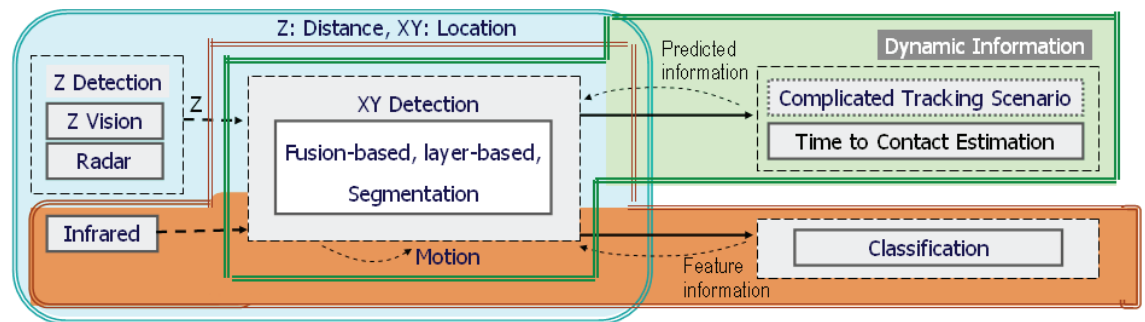 Z: Distance, XY: Location
Z Detection
Z Vision
Radar
Z
XY Detection
Fusion-based, layer-based,
Segmentation
Predicted
information
Dynamic Information
Complicated Tracking Scenario
Time to Contact Estimation
Infrared
Motion
Feature
information
Classification